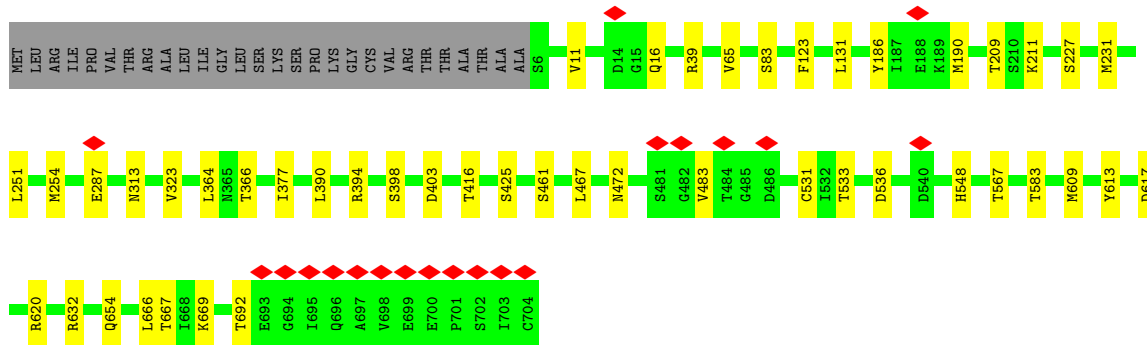 MET LEU ARG ILE PRO VAL THR ARG ALA LEU ILE GLY LEU SER LYS SER PRO LYS GLY CYS VAL ARG THR THR ALA THR ALA ALA S6 V11 D14 G15 Q16 R39 V65 S83 F123 L131 Y186 I187 E188 K189 M190 T209 S210 K211 S227 M231
L251 M254 E287 N313 V323 L364 N365 T366 I377 L390 R394 S398 D403 T416 S425 S461 L467 N472 S481 G482 V483 T484 G485 D486 C531 I532 T533 D536 D540 H548 T567 T583 M609 Y613 D617
R620 R632 Q654 L666 T667 I668 K669 T692 E693 G694 I695 Q696 A697 V698 E699 E700 P701 S702 I703 C704